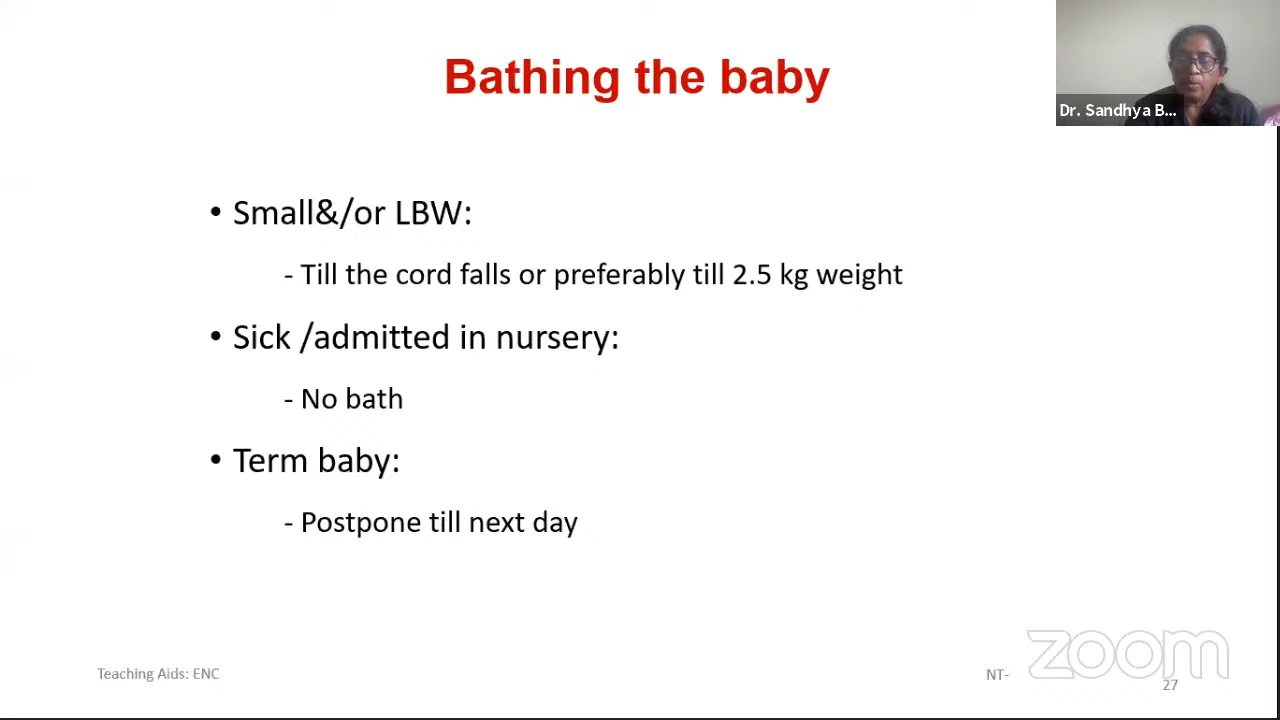 Bathing the baby
Dr. Sandhya B...
• Small&/or LBW:
- Till the cord falls or preferably till 2.5 kg weight
• Sick /admitted in nursery:
- No bath
• Term baby:
- Postpone till next day
Teaching Aids: ENC
NT-
zoom
27